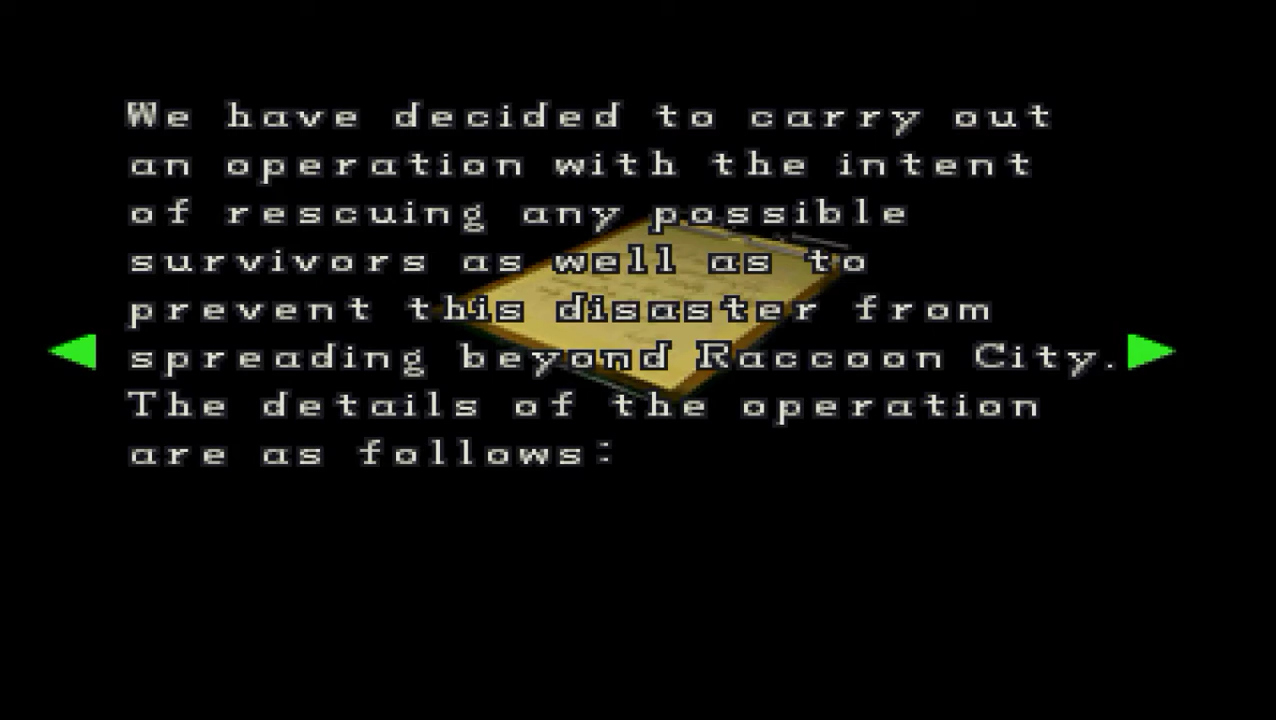 We have decided to carry out
an operation with the intent
of rescuing any possible
survivors as well as to
prevent this disaster from
spreading beyond Raccoon City.
The details of the operation
are as follows: